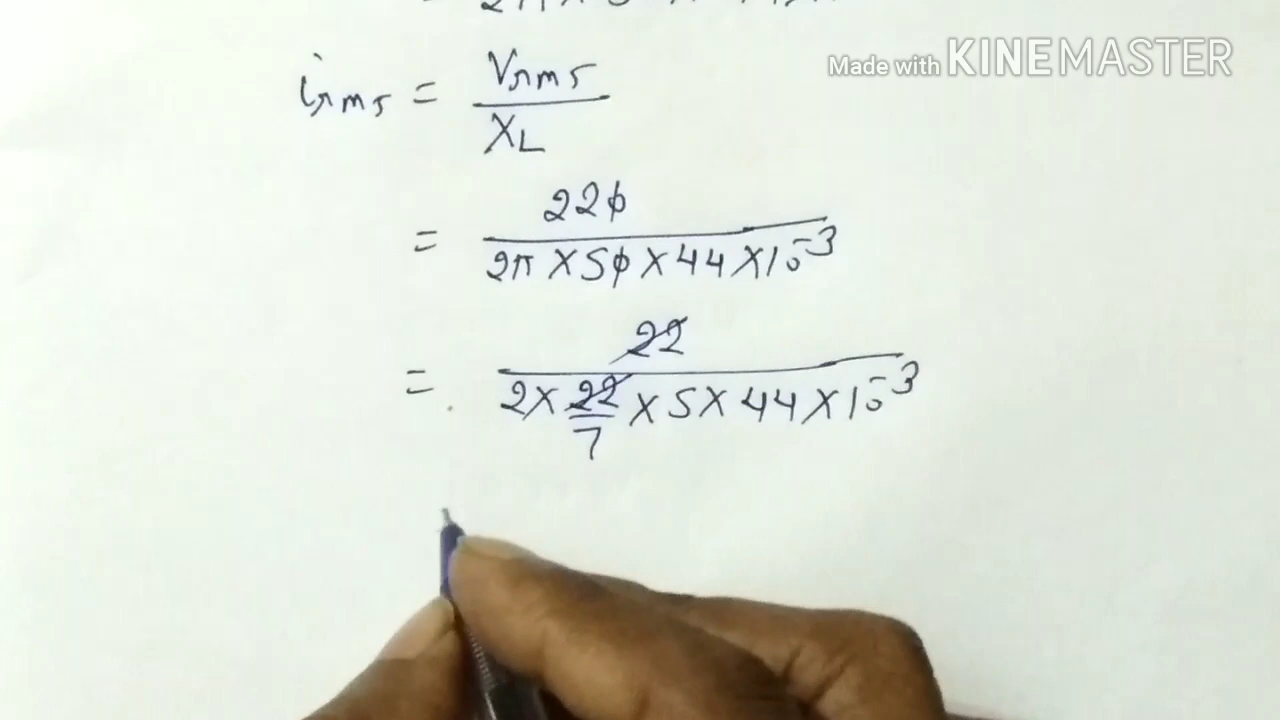 Made with KINEMASTER
irms = Vrms / XL
= 220 / 2π × 50 × 44 × 10⁻³
= 22 / 2 × 22/7 × 5 × 44 × 10⁻³